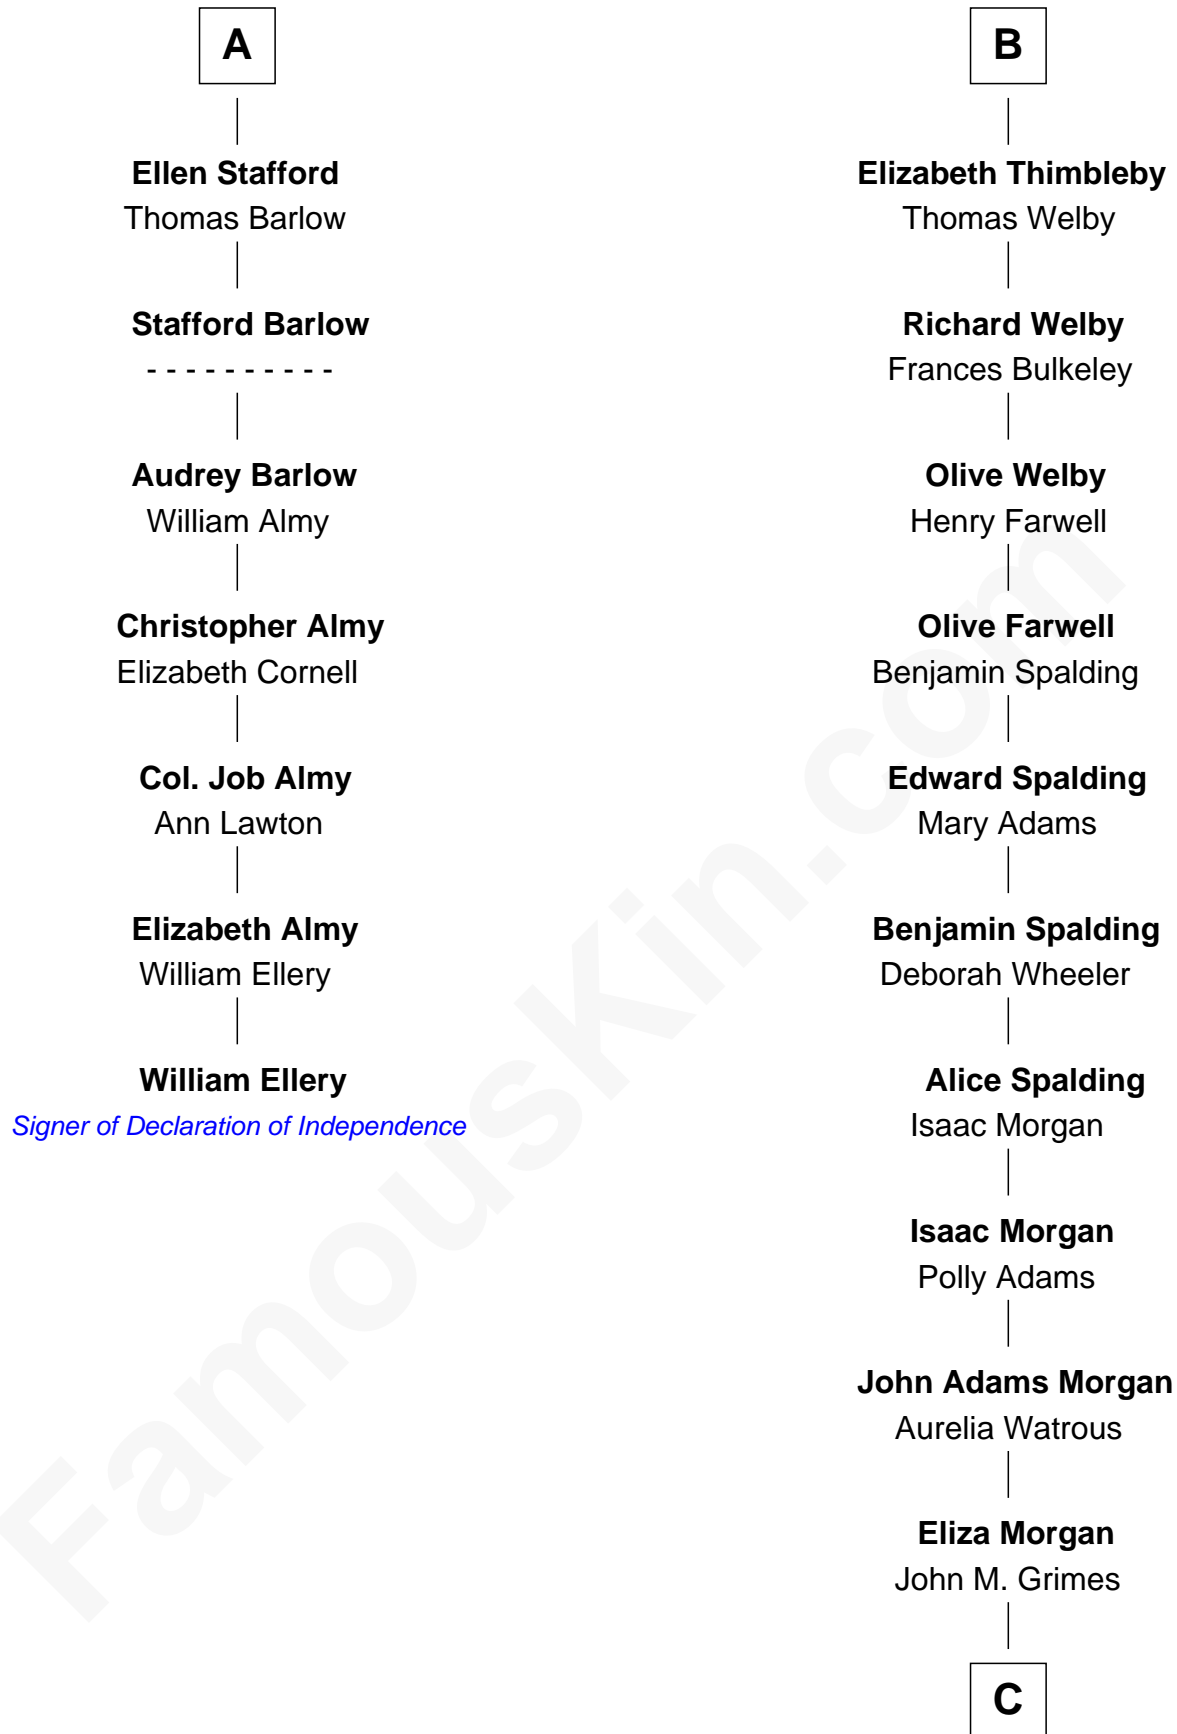 A
Ellen Stafford
Thomas Barlow
Stafford Barlow
- - - - - - - - - -
Audrey Barlow
William Almy
Christopher Almy
Elizabeth Cornell
Col. Job Almy
Ann Lawton
Elizabeth Almy
William Ellery
William Ellery
Signer of Declaration of Independence
B
Elizabeth Thimbleby
Thomas Welby
Richard Welby
Frances Bulkeley
Olive Welby
Henry Farwell
Olive Farwell
Benjamin Spalding
Edward Spalding
Mary Adams
Benjamin Spalding
Deborah Wheeler
Alice Spalding
Isaac Morgan
Isaac Morgan
Polly Adams
John Adams Morgan
Aurelia Watrous
Eliza Morgan
John M. Grimes
C
FamousKin.com